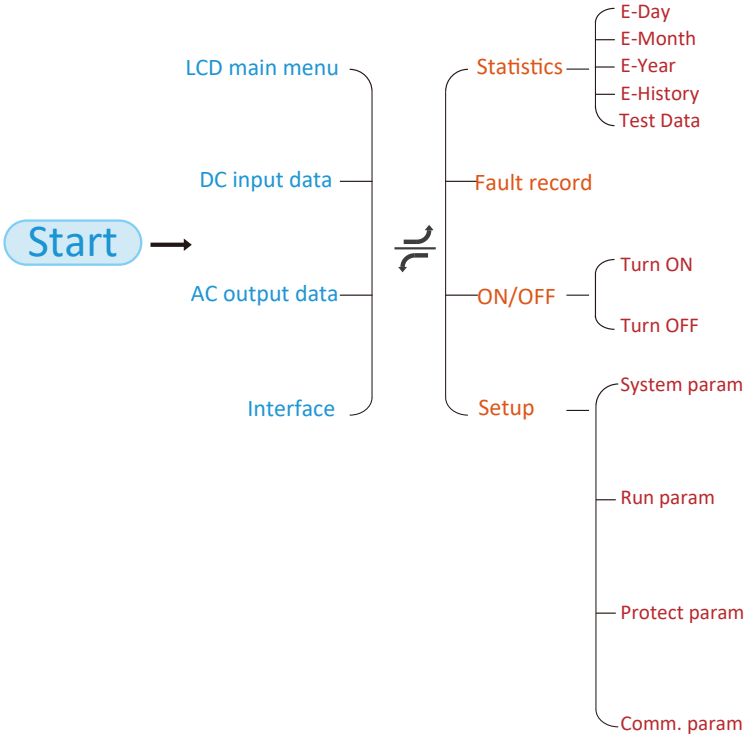 Start
LCD main menu
DC input data
AC output data
Interface
Statistics
E-Day
E-Month
E-Year
E-History
Test Data
Fault record
ON/OFF
Turn ON
Turn OFF
Setup
System param
Run param
Protect param
Comm. param